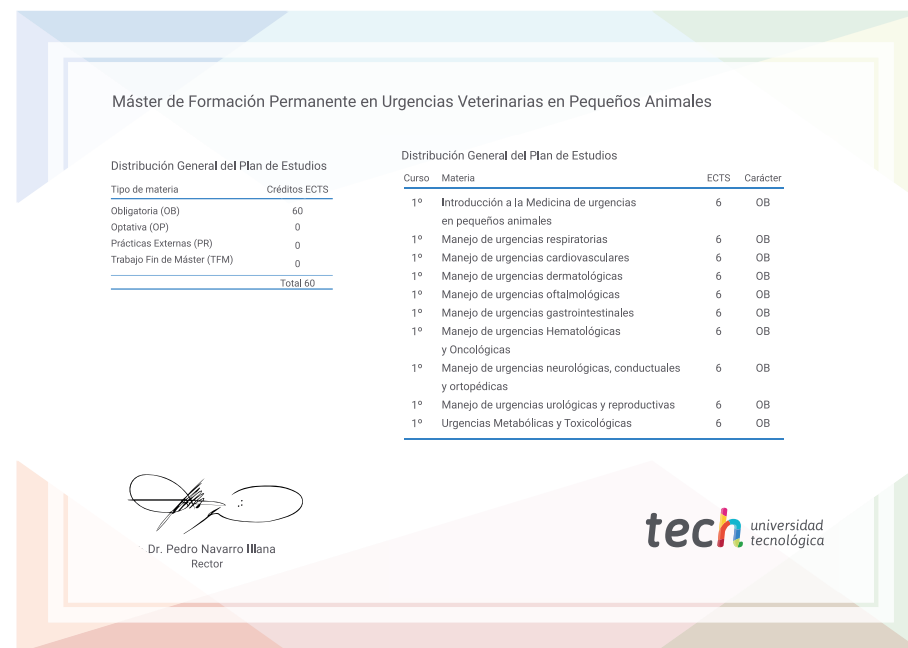 Máster de Formación Permanente en Urgencias Veterinarias en Pequeños Animales
Distribución General del Plan de Estudios
Tipo de materia Créditos ECTS
Obligatoria (OB) 60
Optativa (OP) 0
Prácticas Externas (PR) 0
Trabajo Fin de Máster (TFM) 0
Total 60
Distribución General del Plan de Estudios
Curso Materia ECTS Carácter
1º Introducción a la Medicina de urgencias 6 OB
en pequeños animales
1º Manejo de urgencias respiratorias 6 OB
1º Manejo de urgencias cardiovasculares 6 OB
1º Manejo de urgencias dermatológicas 6 OB
1º Manejo de urgencias oftalmológicas 6 OB
1º Manejo de urgencias gastrointestinales 6 OB
1º Manejo de urgencias Hematológicas 6 OB
y Oncológicas
1º Manejo de urgencias neurológicas, conductuales 6 OB
y ortopédicas
1º Manejo de urgencias urológicas y reproductivas 6 OB
1º Urgencias Metabólicas y Toxicológicas 6 OB
Dr. Pedro Navarro Illana
Rector
tech universidad
tecnológica